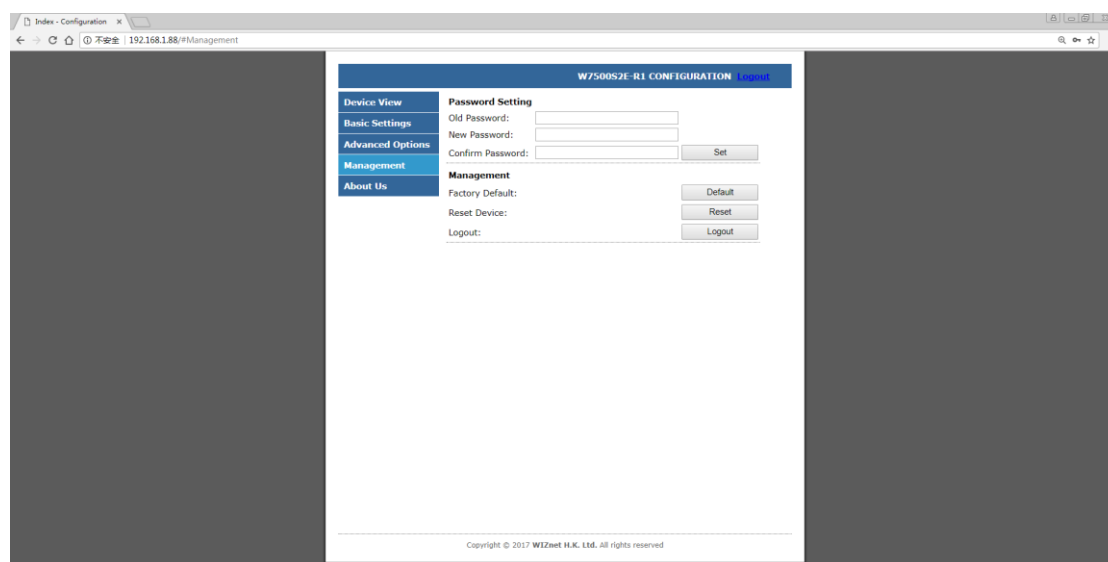 Index - Configuration
不安全 | 192.168.1.88/#Management
W7500S2E-R1 CONFIGURATION Logout
Device View
Basic Settings
Advanced Options
Management
About Us
Password Setting
Old Password:
New Password:
Confirm Password: Set
Management
Factory Default: Default
Reset Device: Reset
Logout: Logout
Copyright © 2017 WIZnet H.K. Ltd. All rights reserved